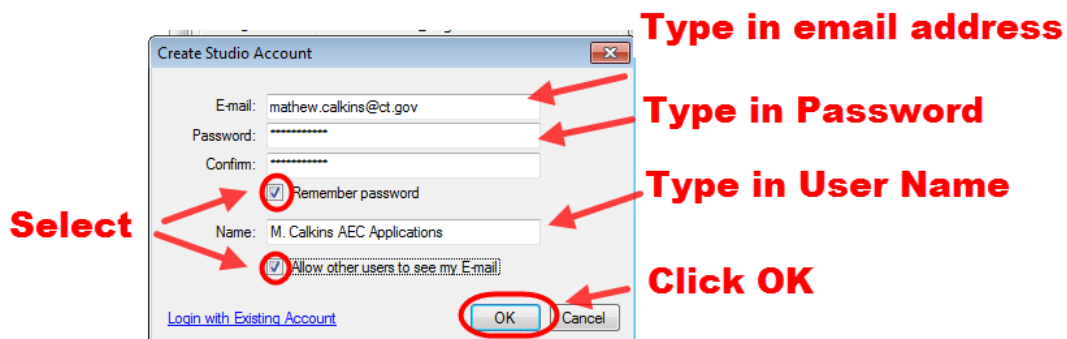 Type in email address
Create Studio Account
E-mail: mathew.calkins@ct.gov
Type in Password
Password: ***********
Confirm: ***********
Remember password
Type in User Name
Select
Name: M. Calkins AEC Applications
Allow other users to see my E-mail
Click OK
Login with Existing Account
OK
Cancel